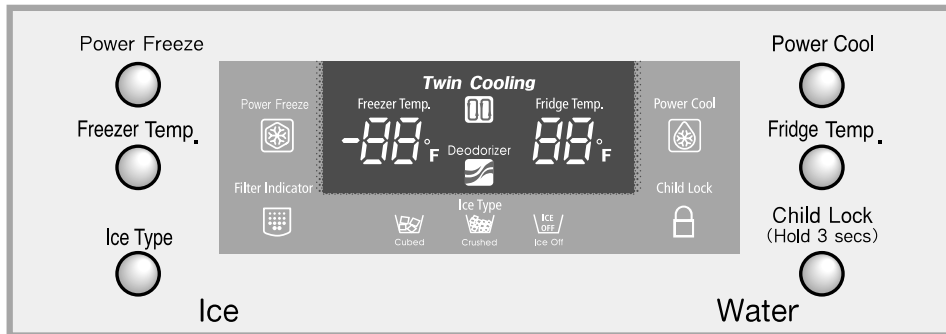 Power Freeze
Freezer Temp.
Ice Type
Ice
Power Freeze
Filter Indicator
Twin Cooling
Freezer Temp.
-88°F
Fridge Temp.
88°F
Deodorizer
Ice Type
Cubed
Crushed
ICE
OFF
Ice Off
Power Cool
Child Lock
Power Cool
Fridge Temp.
Child Lock
(Hold 3 secs)
Water